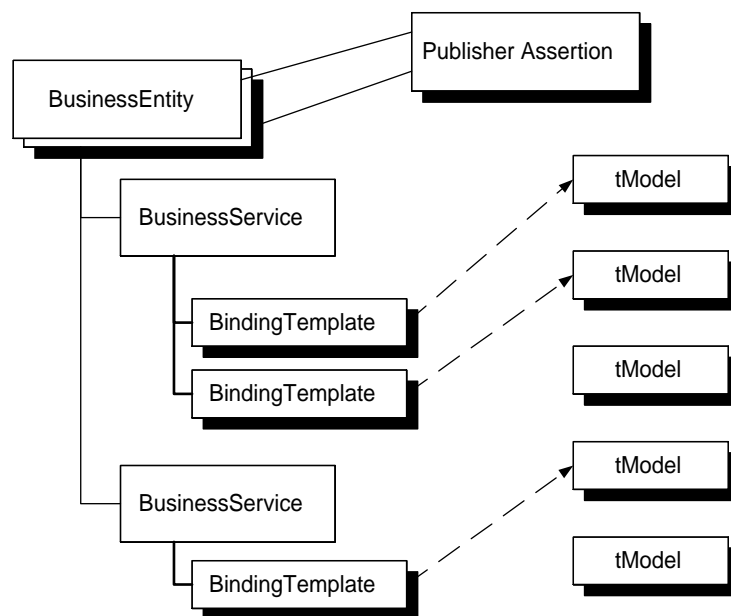 Publisher Assertion
BusinessEntity
tModel
BusinessService
tModel
BindingTemplate
BindingTemplate
tModel
tModel
BusinessService
tModel
BindingTemplate